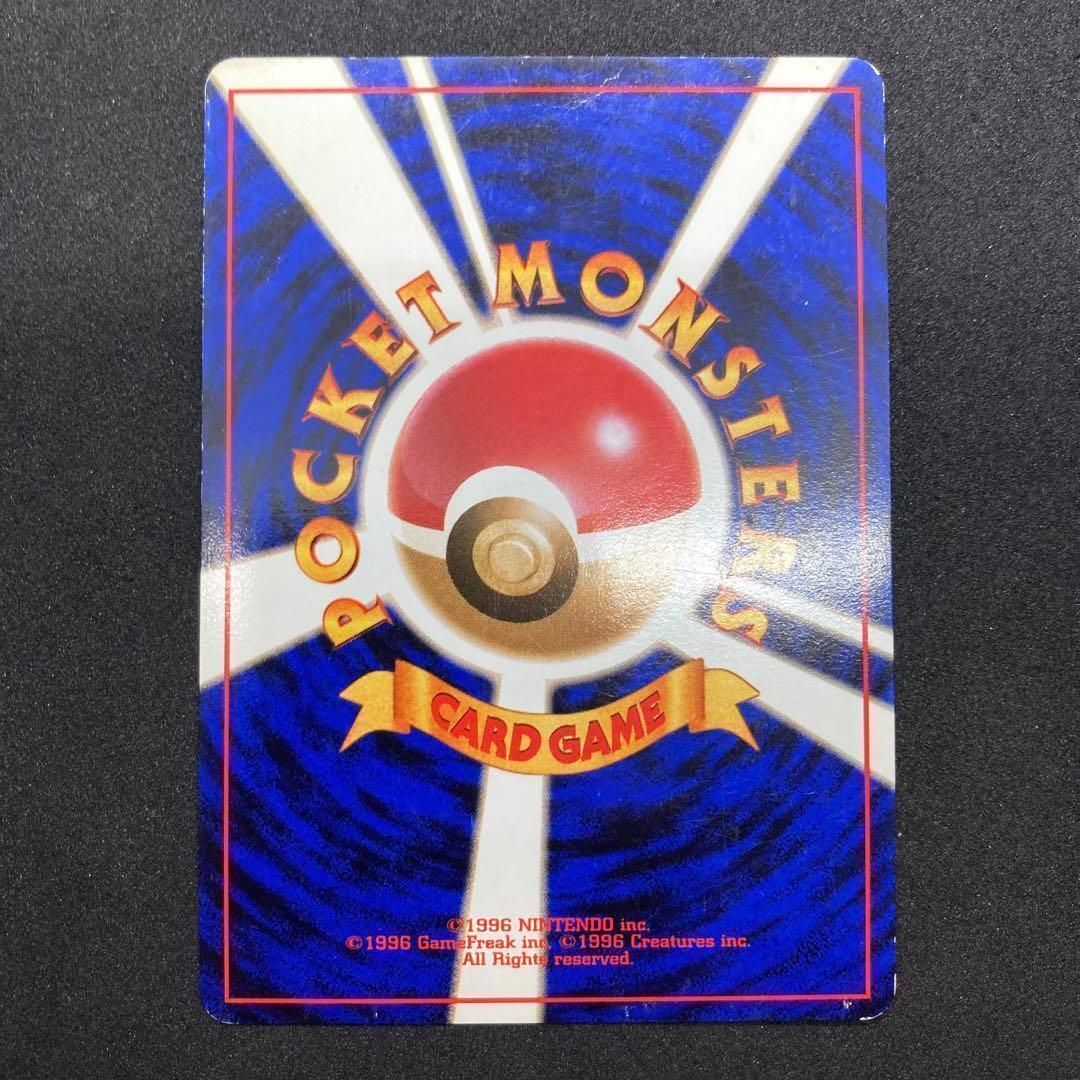 POCKET MONSTERS
CARD GAME
©1996 NINTENDO inc.
©1996 GameFreak inc. ©1996 Creatures inc.
All Rights reserved.